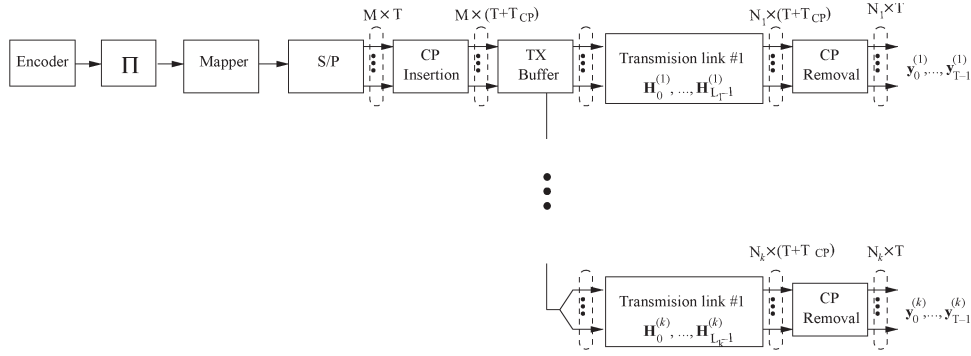 M × T
M × (T+T_CP)
N_1 × (T+T_CP)
N_1 × T
Encoder
Π
Mapper
S/P
CP
Insertion
TX
Buffer
Transmision link #1
H_0^(1), ..., H_{L_1−1}^(1)
CP
Removal
y_0^(1),..., y_{T−1}^(1)
N_k × (T+T_CP)
N_k × T
Transmision link #1
H_0^(k), ..., H_{L_k−1}^(k)
CP
Removal
y_0^(k),..., y_{T−1}^(k)